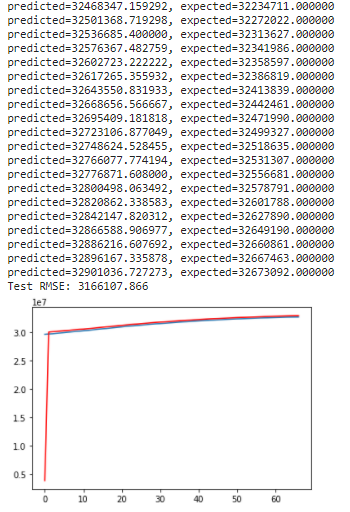 predicted=32468347.159292, expected=32234711.000000
predicted=32501368.719298, expected=32272022.000000
predicted=32536685.400000, expected=32313627.000000
predicted=32576367.482759, expected=32341986.000000
predicted=32602723.222222, expected=32358597.000000
predicted=32617265.355932, expected=32386819.000000
predicted=32643550.831933, expected=32413839.000000
predicted=32668656.566667, expected=32442461.000000
predicted=32695409.181818, expected=32471990.000000
predicted=32723106.877049, expected=32499327.000000
predicted=32748624.528455, expected=32518635.000000
predicted=32766077.774194, expected=32531307.000000
predicted=32776871.608000, expected=32556681.000000
predicted=32800498.063492, expected=32578791.000000
predicted=32820862.338583, expected=32601788.000000
predicted=32842147.820312, expected=32627890.000000
predicted=32866588.906977, expected=32649190.000000
predicted=32886216.607692, expected=32660861.000000
predicted=32896167.335878, expected=32667463.000000
predicted=32901036.727273, expected=32673092.000000
Test RMSE: 3166107.866
1e7
3.0
2.5
2.0
1.5
1.0
0.5
0 10 20 30 40 50 60